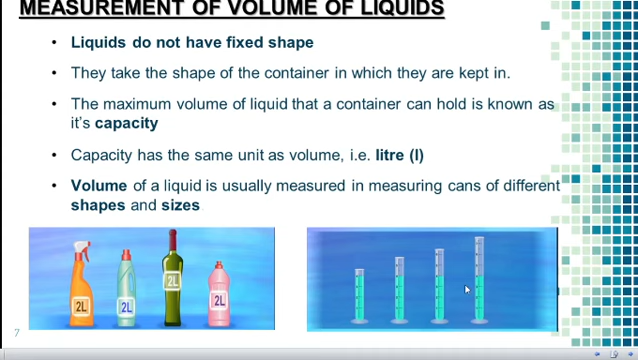 MEASUREMENT OF VOLUME OF LIQUIDS
• Liquids do not have fixed shape
• They take the shape of the container in which they are kept in.
• The maximum volume of liquid that a container can hold is known as
it's capacity
• Capacity has the same unit as volume, i.e. litre (l)
• Volume of a liquid is usually measured in measuring cans of different
shapes and sizes
2L 2L 2L 2L
7